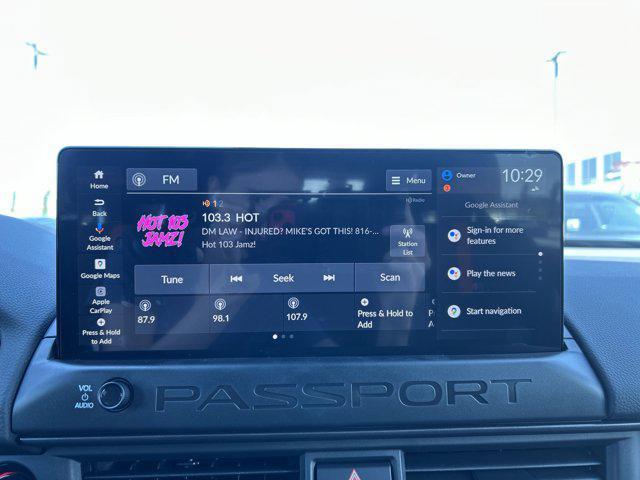 Home
Back
Google
Assistant
Google Maps
Apple
CarPlay
Press & Hold
to Add
FM
Menu
HD 1 2
HD Radio
HOT 103
JAMZ!
103.3 HOT
DM LAW - INJURED? MIKE'S GOT THIS! 816-...
Hot 103 Jamz!
Station
List
Tune
Seek
Scan
87.9
98.1
107.9
Press & Hold to
Add
Owner
10:29
Google Assistant
Sign-in for more
features
Play the news
Start navigation
VOL
AUDIO
PASSPORT